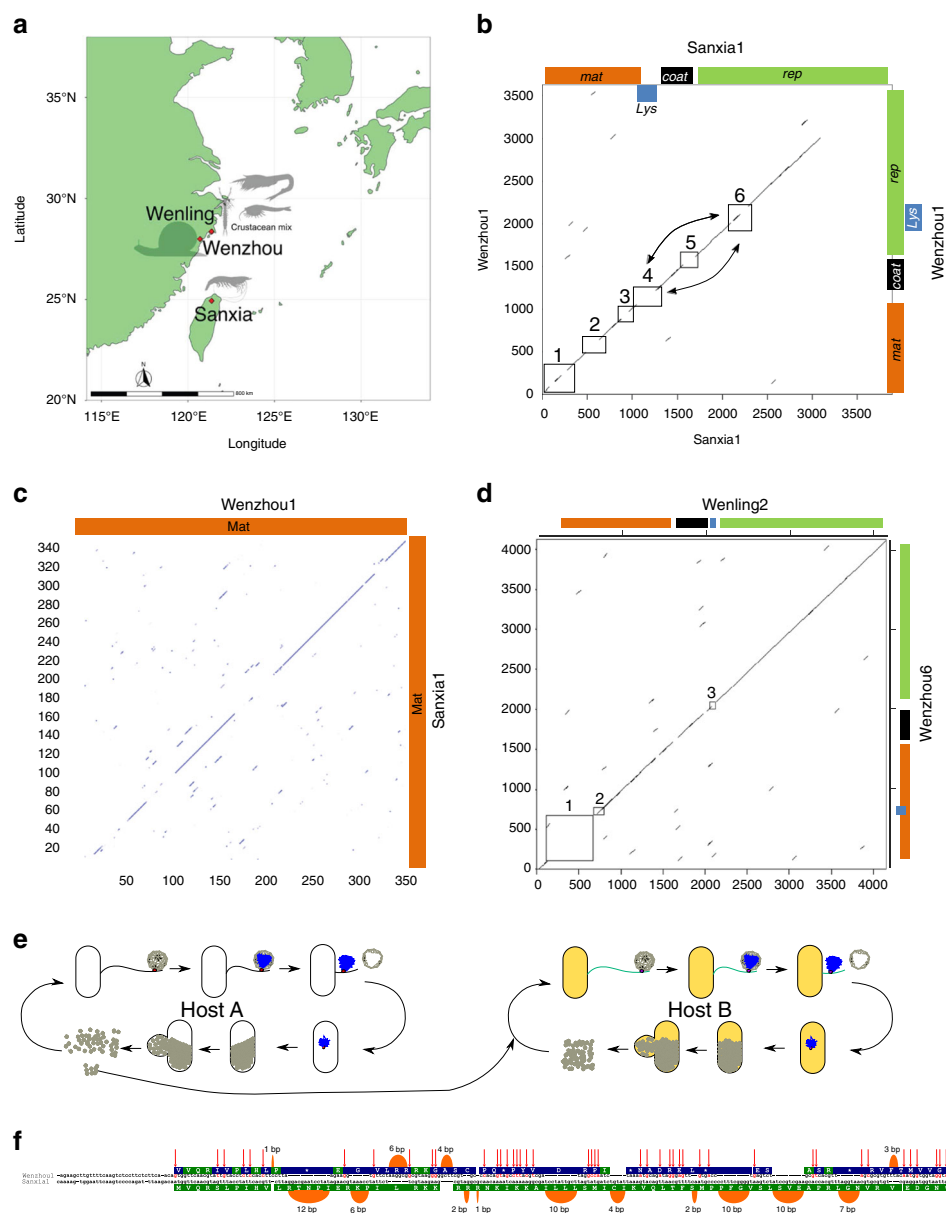 a
Latitude
35°N
30°N
25°N
20°N
Wenling
Crustacean mix
Wenzhou
Sanxia
N
800 km
115°E
120°E
125°E
130°E
Longitude
b
Sanxia1
mat
coat
rep
Lys
Wenzhou1
3500
3000
2500
2000
1500
1000
500
0
1
2
3
4
5
6
rep
Lys
coat
mat
Wenzhou1
0
500
1000
1500
2000
2500
3000
3500
Sanxia1
c
Wenzhou1
Mat
340
320
300
280
260
240
220
200
180
160
140
120
100
80
60
40
20
Mat
Sanxia1
50
100
150
200
250
300
350
d
Wenling2
4000
3500
3000
2500
2000
1500
1000
500
0
1
2
3
Wenzhou6
0
500
1000
1500
2000
2500
3000
3500
4000
e
Host A
Host B
f
1 bp
6 bp
4 bp
3 bp
Wenzhou1
Sanxia1
12 bp
6 bp
2 bp
1 bp
10 bp
4 bp
2 bp
10 bp
10 bp
7 bp